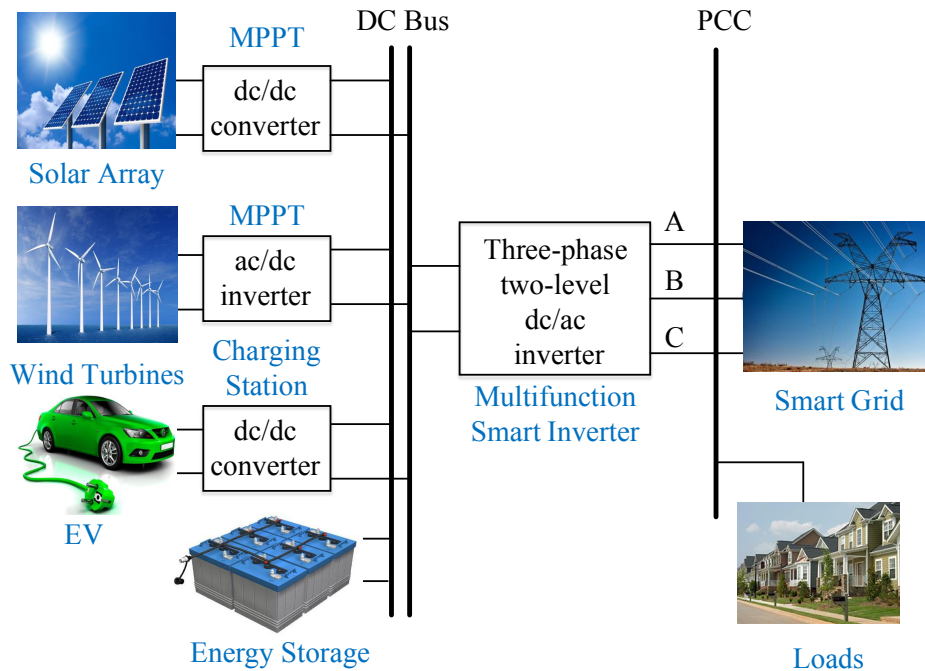 DC Bus
PCC
MPPT
dc/dc
converter
Solar Array
MPPT
ac/dc
inverter
Wind Turbines
Charging
Station
dc/dc
converter
EV
Energy Storage
Three-phase
two-level
dc/ac
inverter
Multifunction
Smart Inverter
A
B
C
Smart Grid
Loads